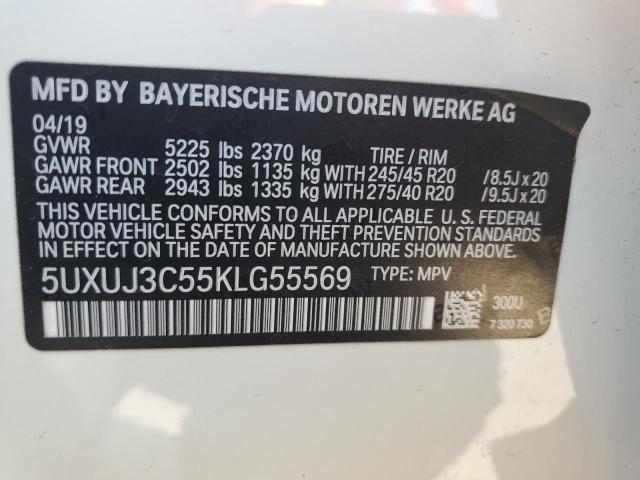 MFD BY BAYERISCHE MOTOREN WERKE AG
04/19
GVWR 5225 lbs 2370 kg TIRE / RIM
GAWR FRONT 2502 lbs 1135 kg WITH 245/45 R20 /8.5J x 20
GAWR REAR 2943 lbs 1335 kg WITH 275/40 R20 /9.5J x 20
THIS VEHICLE CONFORMS TO ALL APPLICABLE U. S. FEDERAL
MOTOR VEHICLE SAFETY AND THEFT PREVENTION STANDARDS
IN EFFECT ON THE DATE OF MANUFACTURE SHOWN ABOVE.
5UXUJ3C55KLG55569 TYPE: MPV
300U
7 320 730